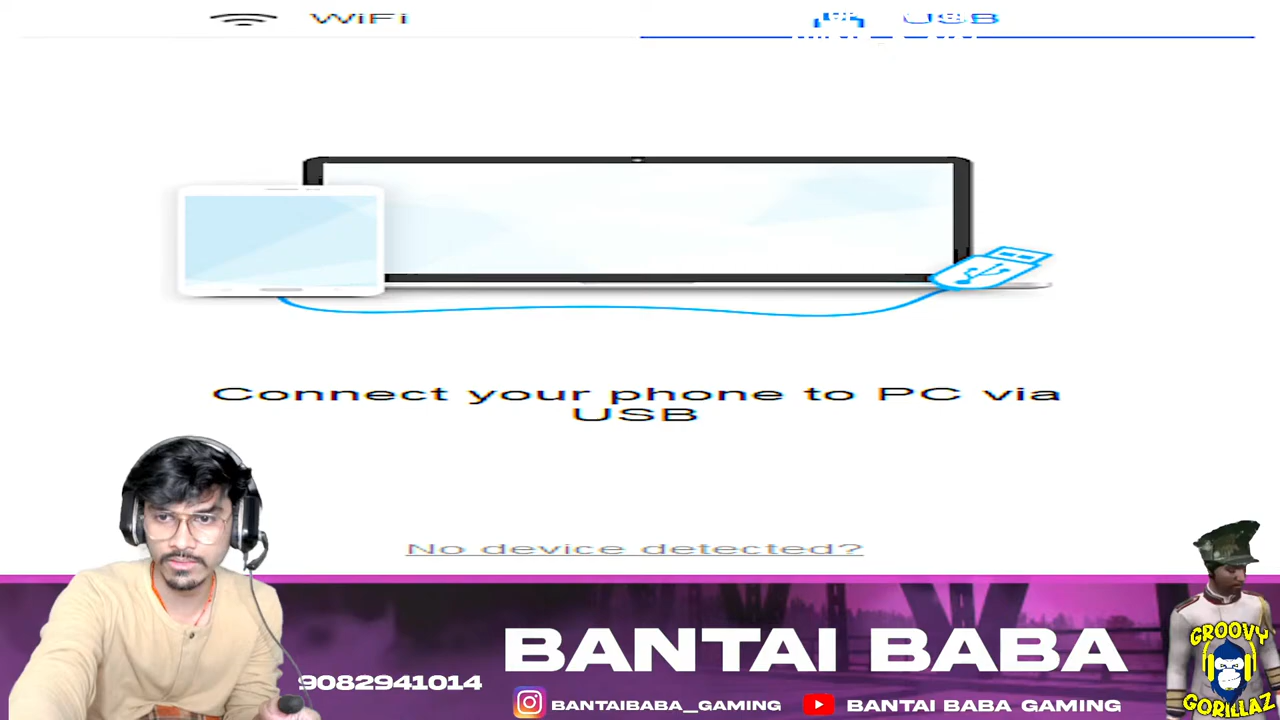 WiFi
USB
Connect your phone to PC via
USB
No device detected?
BANTAI BABA
9082941014
BANTAIBABA_GAMING
BANTAI BABA GAMING
GROOVY
GORILLAZ